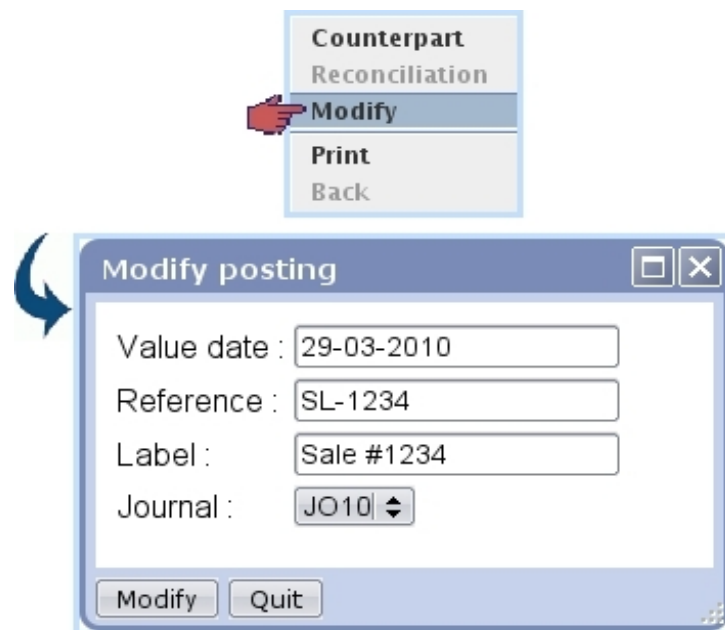 Counterpart
Reconciliation
Modify
Print
Back
Modify posting
Value date : 29-03-2010
Reference : SL-1234
Label : Sale #1234
Journal : JO10
Modify Quit